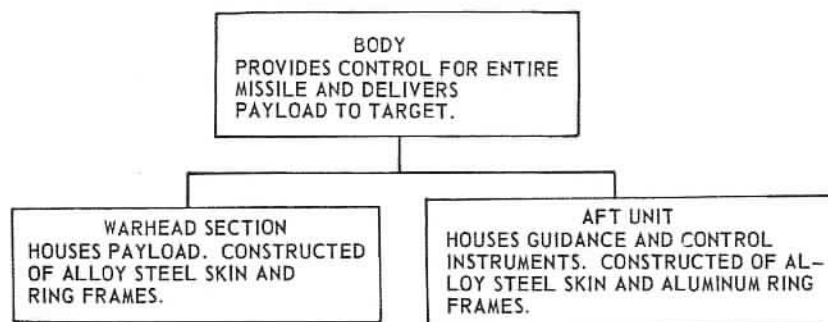 BODY
PROVIDES CONTROL FOR ENTIRE
MISSILE AND DELIVERS
PAYLOAD TO TARGET.
WARHEAD SECTION
HOUSES PAYLOAD. CONSTRUCTED
OF ALLOY STEEL SKIN AND
RING FRAMES.
AFT UNIT
HOUSES GUIDANCE AND CONTROL
INSTRUMENTS. CONSTRUCTED OF AL-
LOY STEEL SKIN AND ALUMINUM RING
FRAMES.